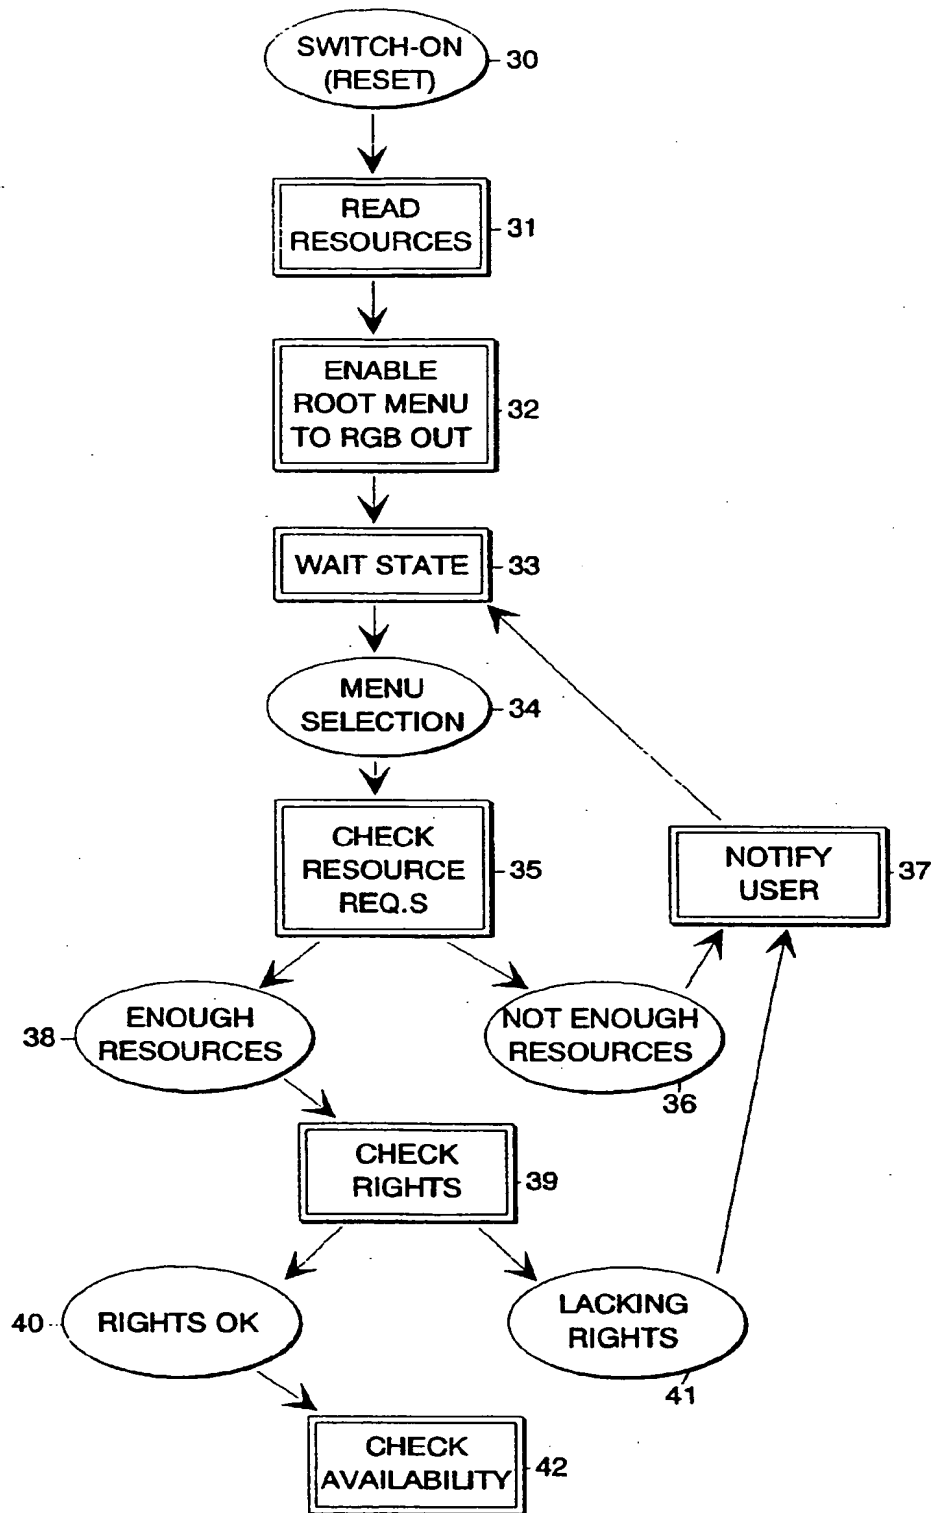 SWITCH-ON
(RESET)
30
READ
RESOURCES
31
ENABLE
ROOT MENU
TO RGB OUT
32
WAIT STATE
33
MENU
SELECTION
34
CHECK
RESOURCE
REQ.S
35
NOTIFY
USER
37
38
ENOUGH
RESOURCES
NOT ENOUGH
RESOURCES
36
CHECK
RIGHTS
39
40
RIGHTS OK
LACKING
RIGHTS
41
CHECK
AVAILABILITY
42